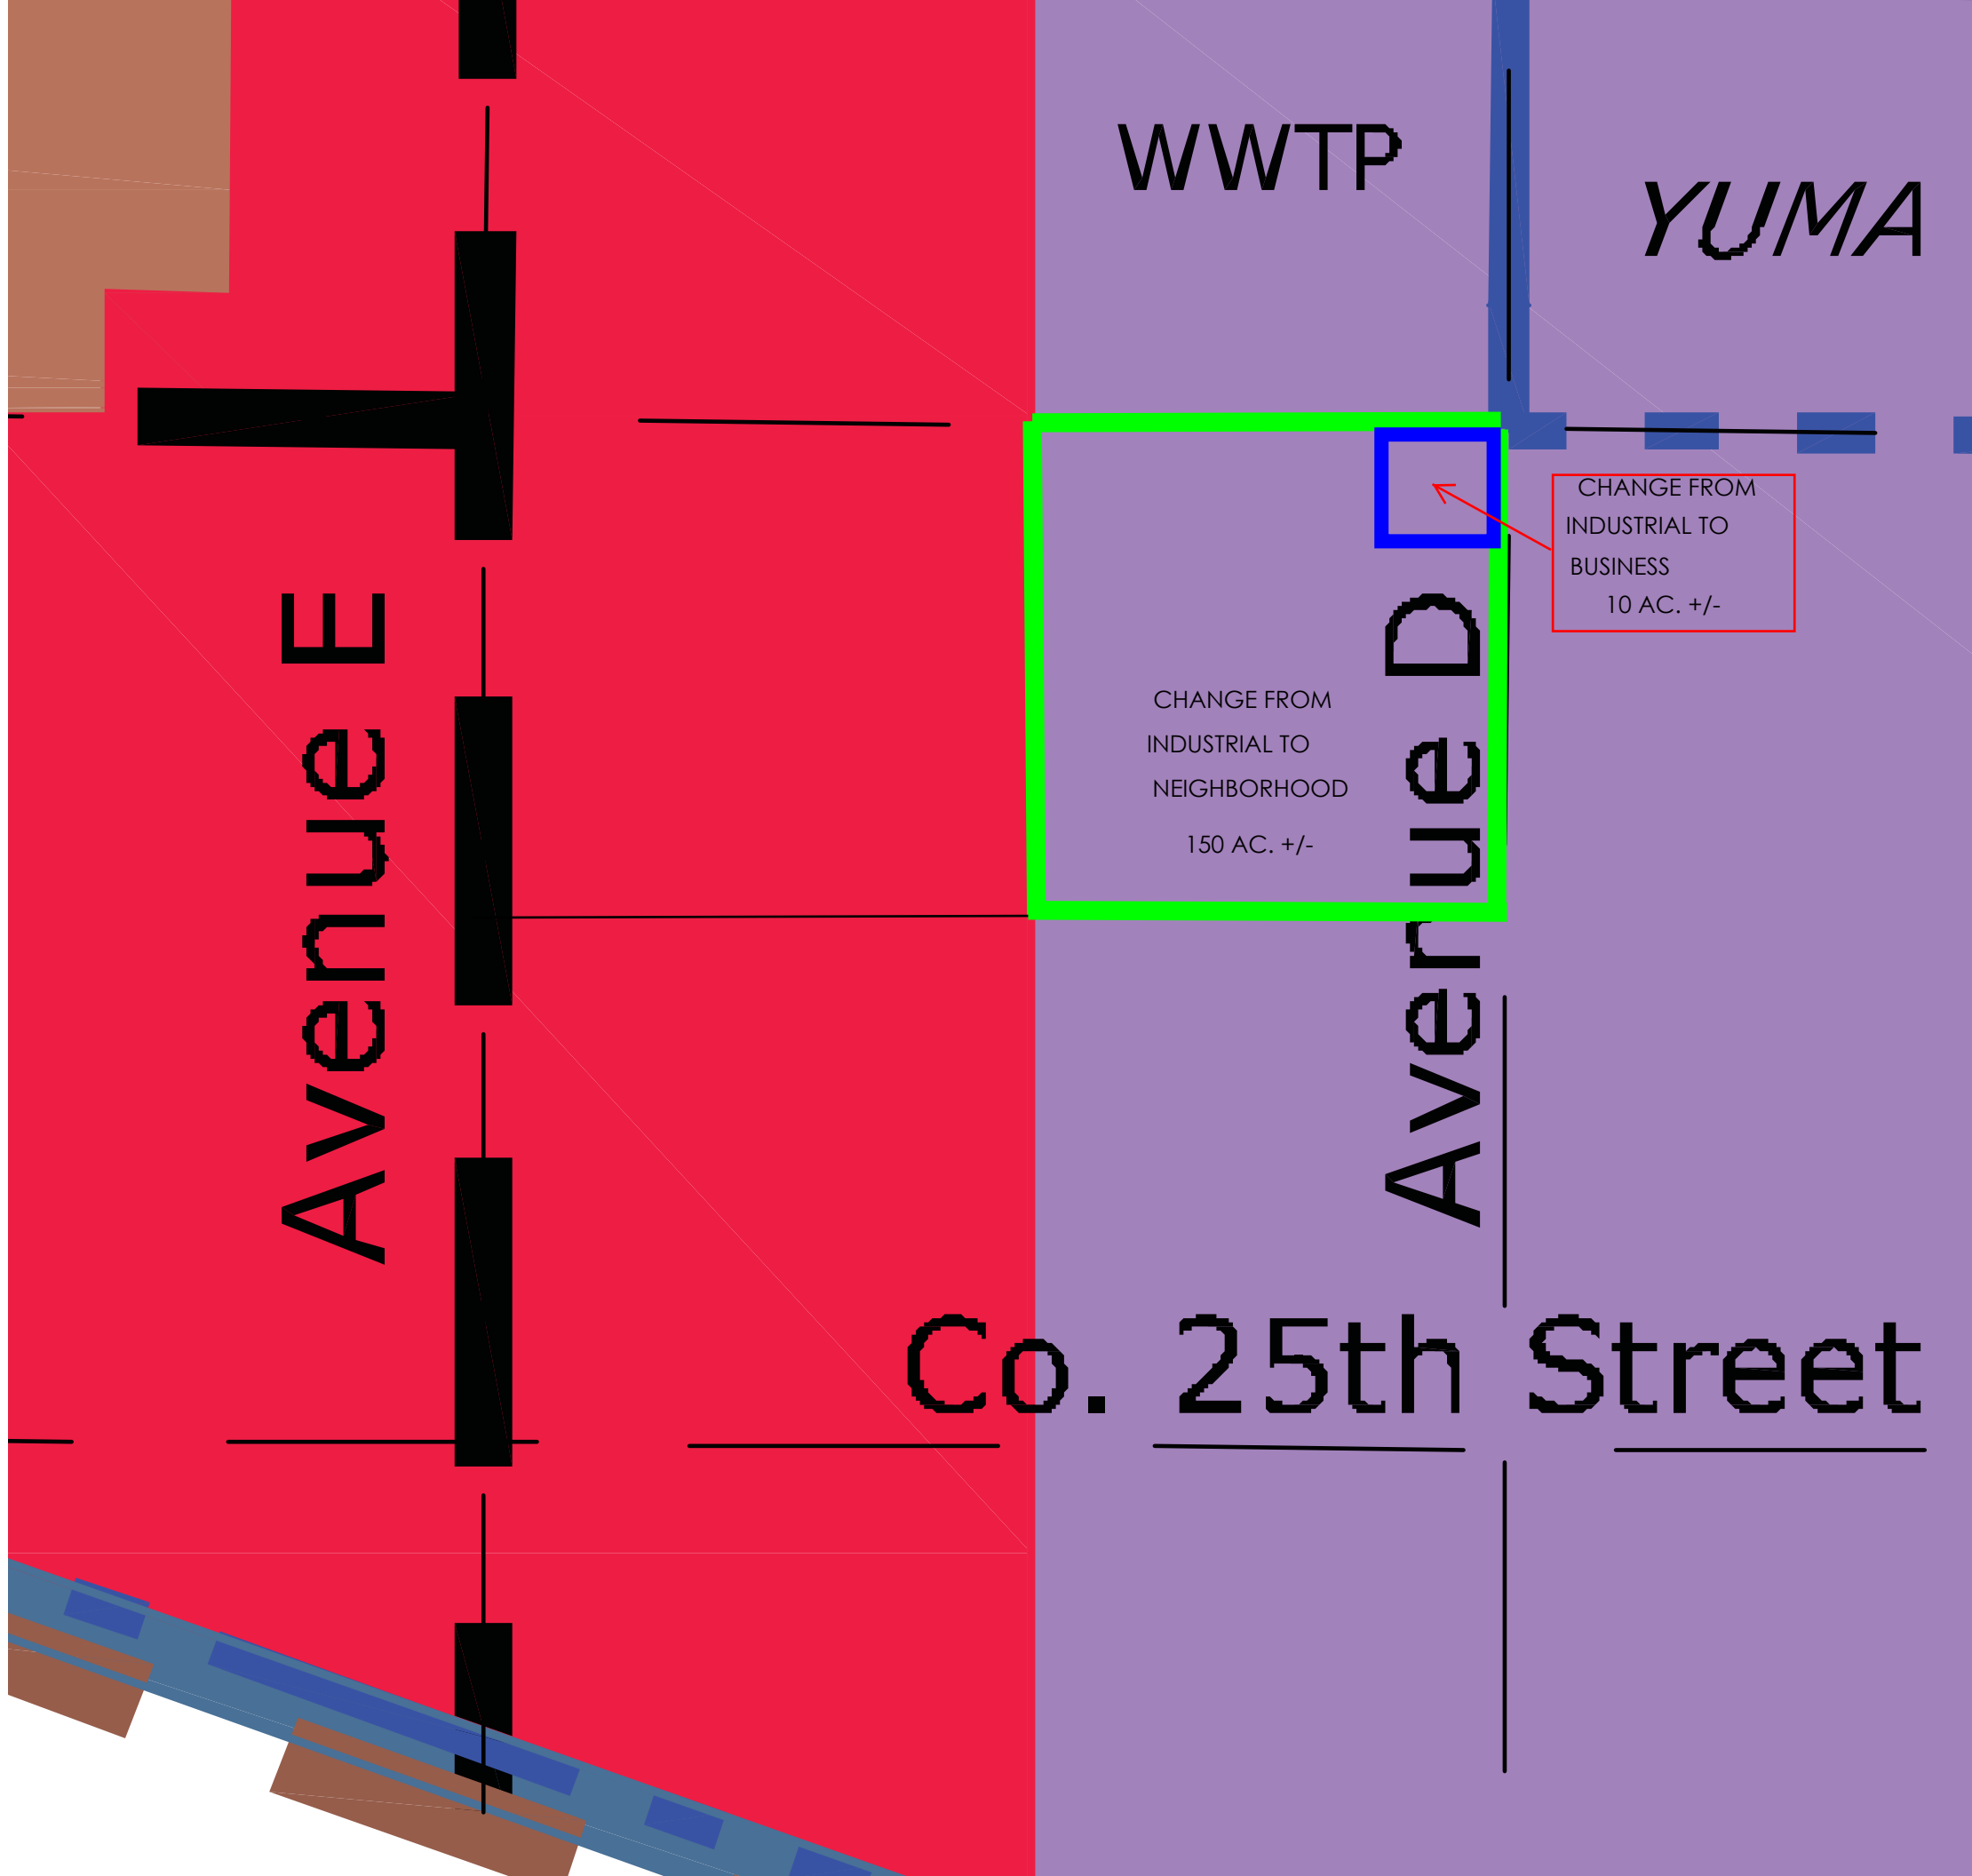 WWTP
YUMA
CHANGE FROM
INDUSTRIAL TO
BUSINESS
10 AC. +/-
Avenue E
CHANGE FROM
INDUSTRIAL TO
NEIGHBORHOOD
150 AC. +/-
Avenue D
Co. 25th Street